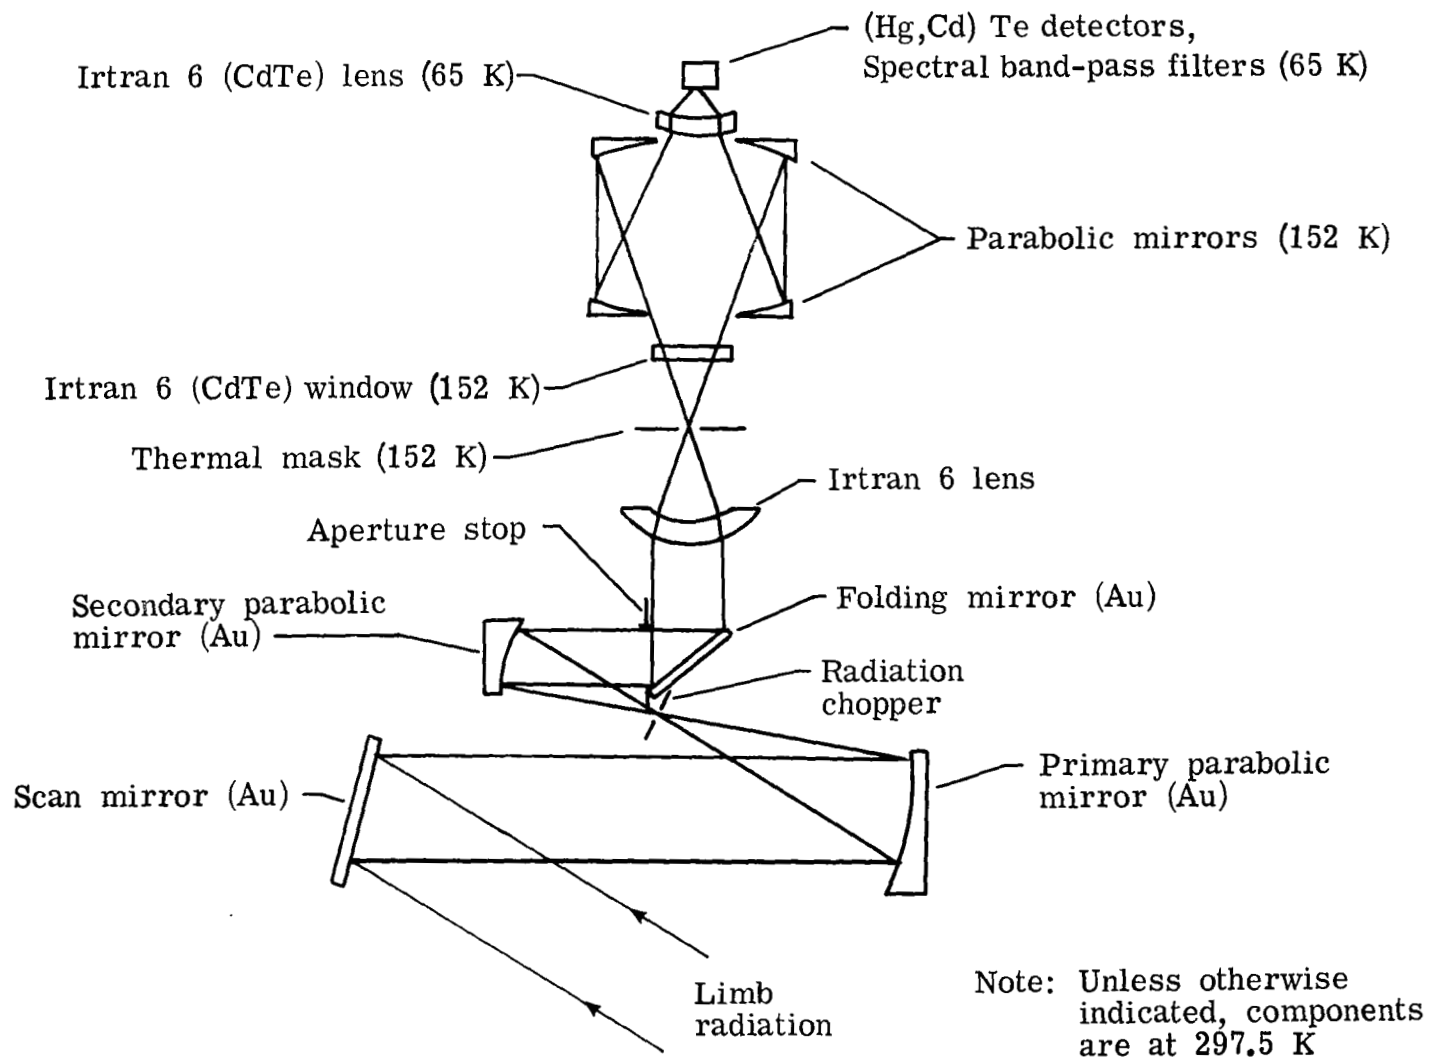 (Hg,Cd) Te detectors,
Spectral band-pass filters (65 K)
Irtran 6 (CdTe) lens (65 K)
Parabolic mirrors (152 K)
Irtran 6 (CdTe) window (152 K)
Thermal mask (152 K)
Irtran 6 lens
Aperture stop
Folding mirror (Au)
Secondary parabolic
mirror (Au)
Radiation
chopper
Scan mirror (Au)
Primary parabolic
mirror (Au)
Limb
radiation
Note: Unless otherwise
indicated, components
are at 297.5 K